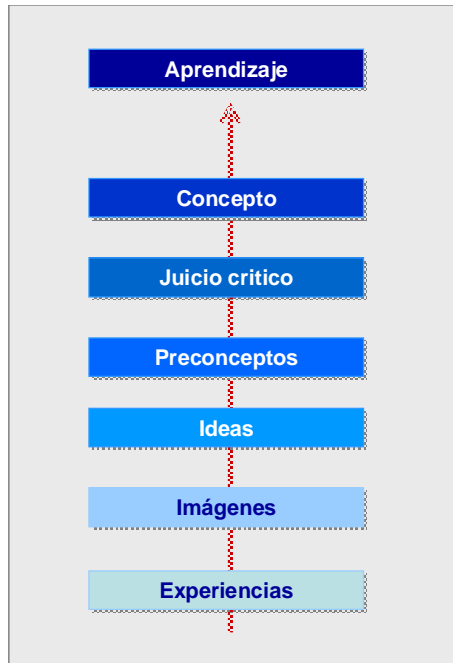 Aprendizaje
Concepto
Juicio critico
Preconceptos
Ideas
Imágenes
Experiencias